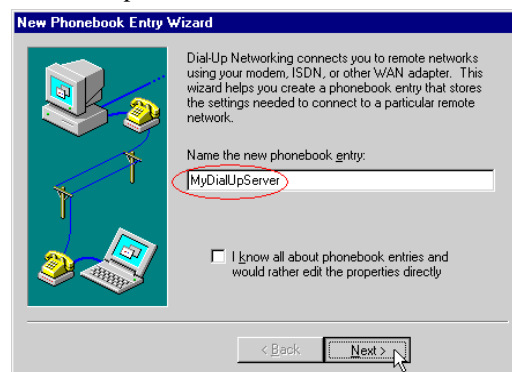 New Phonebook Entry Wizard
Dial-Up Networking connects you to remote networks
using your modem, ISDN, or other WAN adapter. This
wizard helps you create a phonebook entry that stores
the settings needed to connect to a particular remote
network.
Name the new phonebook entry:
MyDialUpServer
I know all about phonebook entries and
would rather edit the properties directly
< Back Next >